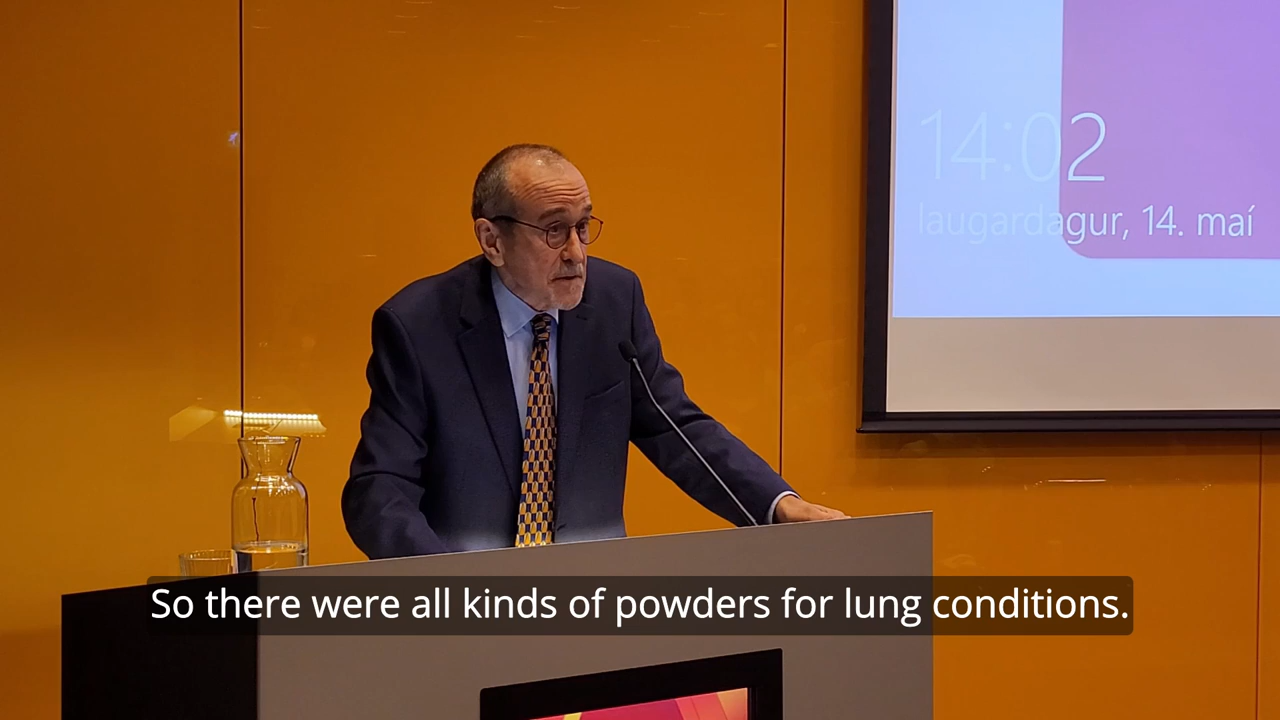 14:02
laugardagur, 14. maí
So there were all kinds of powders for lung conditions.